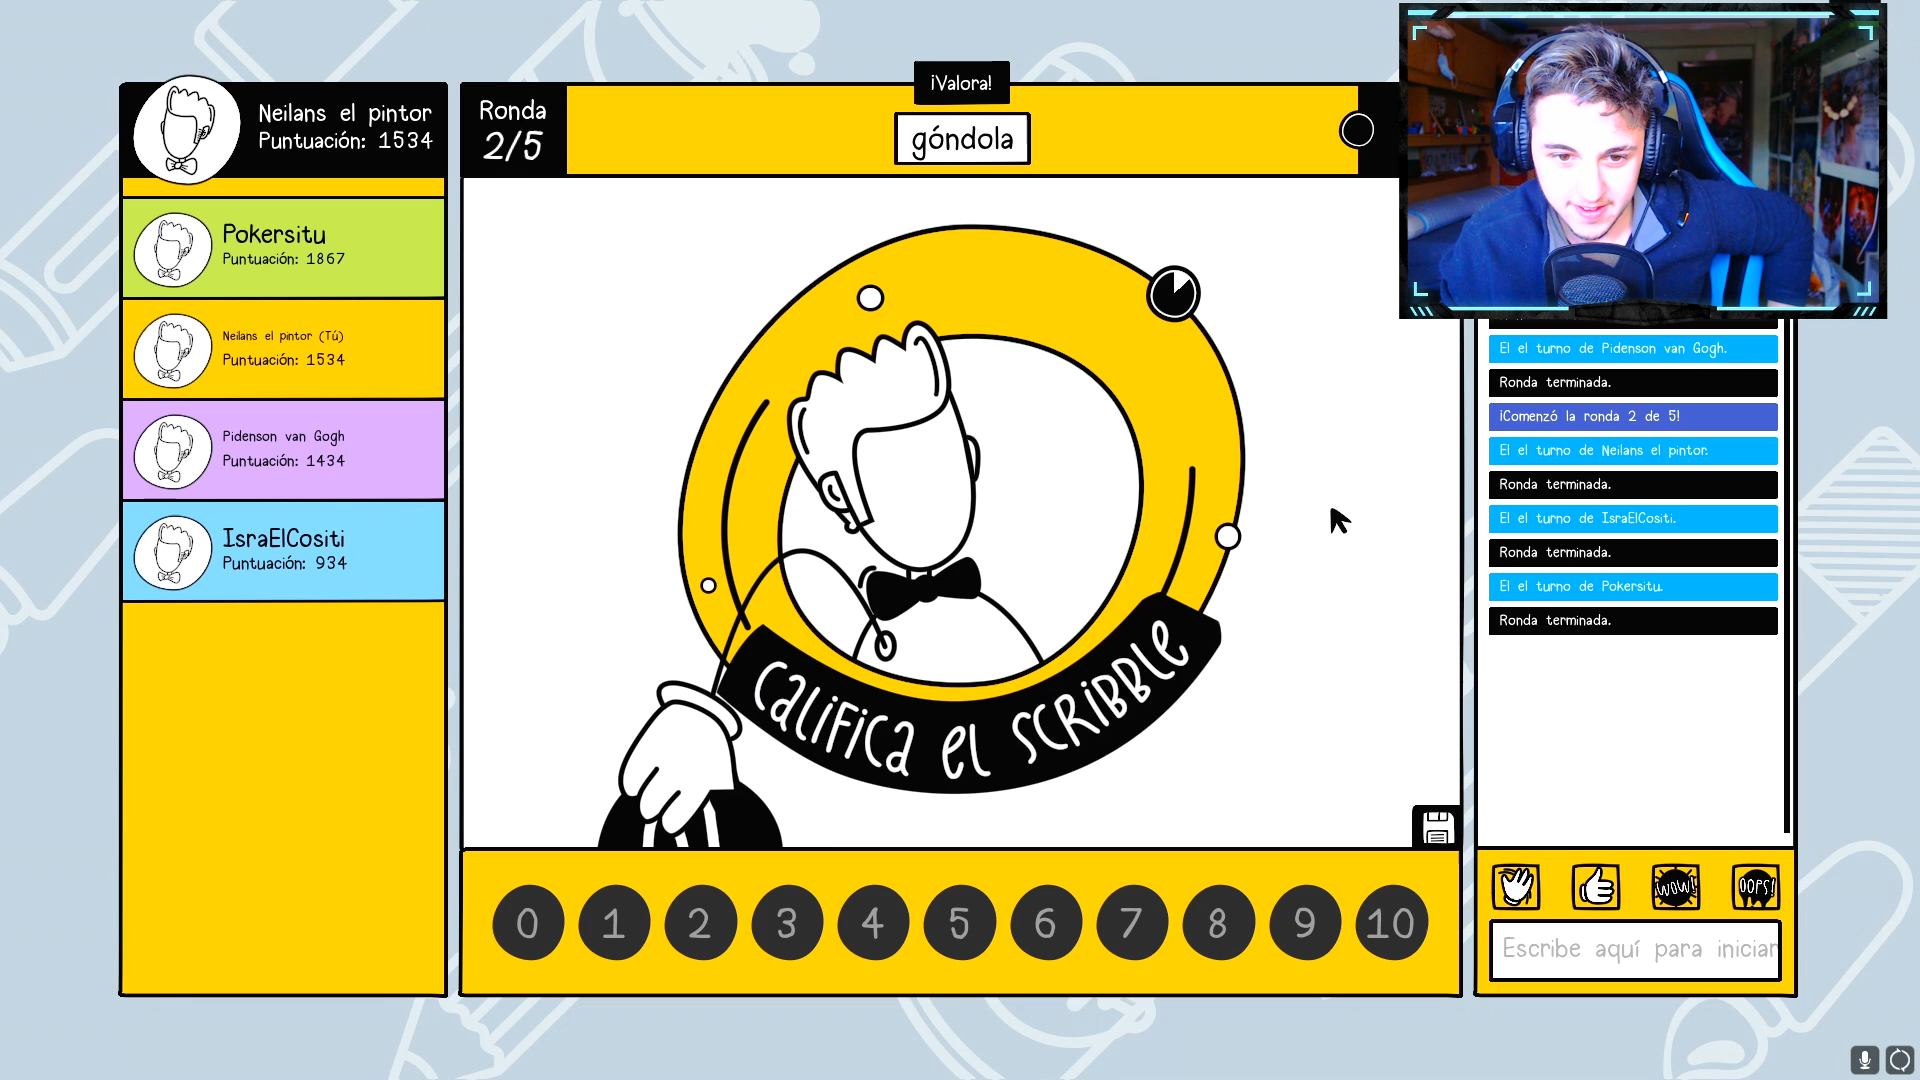 Neilans el pintor
Puntuación: 1534
Pokersitu
Puntuación: 1867
Neilans el pintor (Tú)
Puntuación: 1534
Pidenson van Gogh
Puntuación: 1434
IsraElCositi
Puntuación: 934
Ronda
2/5
¡Valora!
góndola
CALIFICA EL SCRIBBLE
0 1 2 3 4 5 6 7 8 9 10
El el turno de Pidenson van Gogh.
Ronda terminada.
¡Comenzó la ronda 2 de 5!
El el turno de Neilans el pintor.
Ronda terminada.
El el turno de IsraElCositi.
Ronda terminada.
El el turno de Pokersitu.
Ronda terminada.
WOW!
OOPS!
Escribe aquí para iniciar